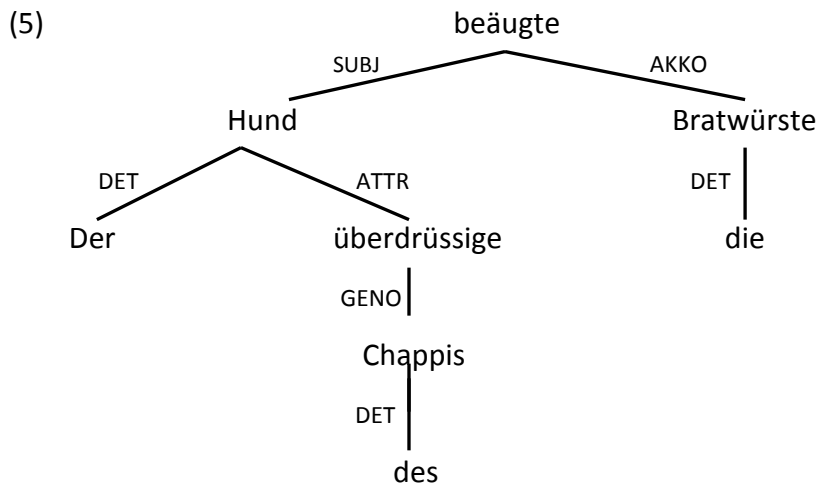 (5) beäugte
SUBJ AKKO
Hund Bratwürste
DET ATTR DET
Der überdrüssige die
GENO
Chappis
DET
des